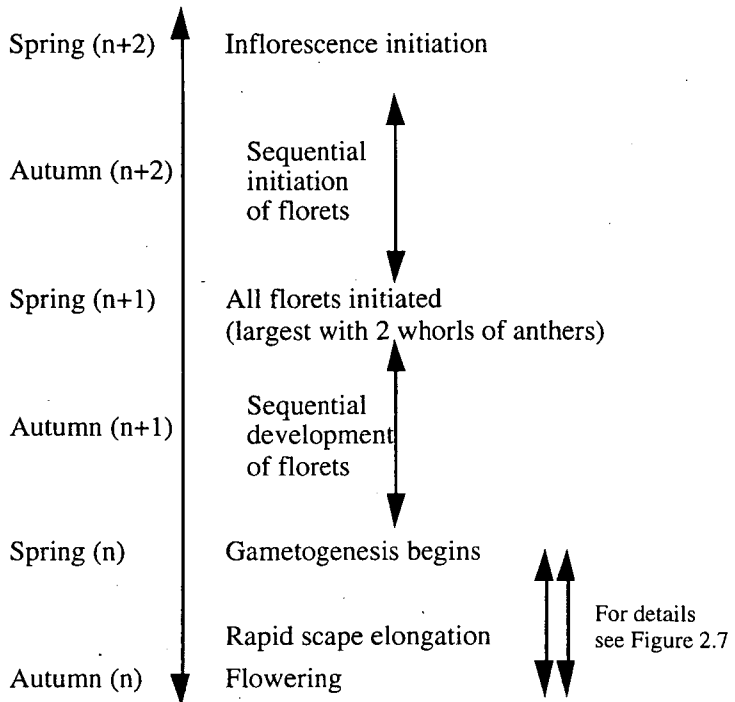 Spring (n+2) Inflorescence initiation
Sequential
Autumn (n+2) initiation
of florets
Spring (n+1) All florets initiated
(largest with 2 whorls of anthers)
Sequential
Autumn (n+1) development
of florets
Spring (n) Gametogenesis begins
For details
see Figure 2.7
Rapid scape elongation
Autumn (n) Flowering